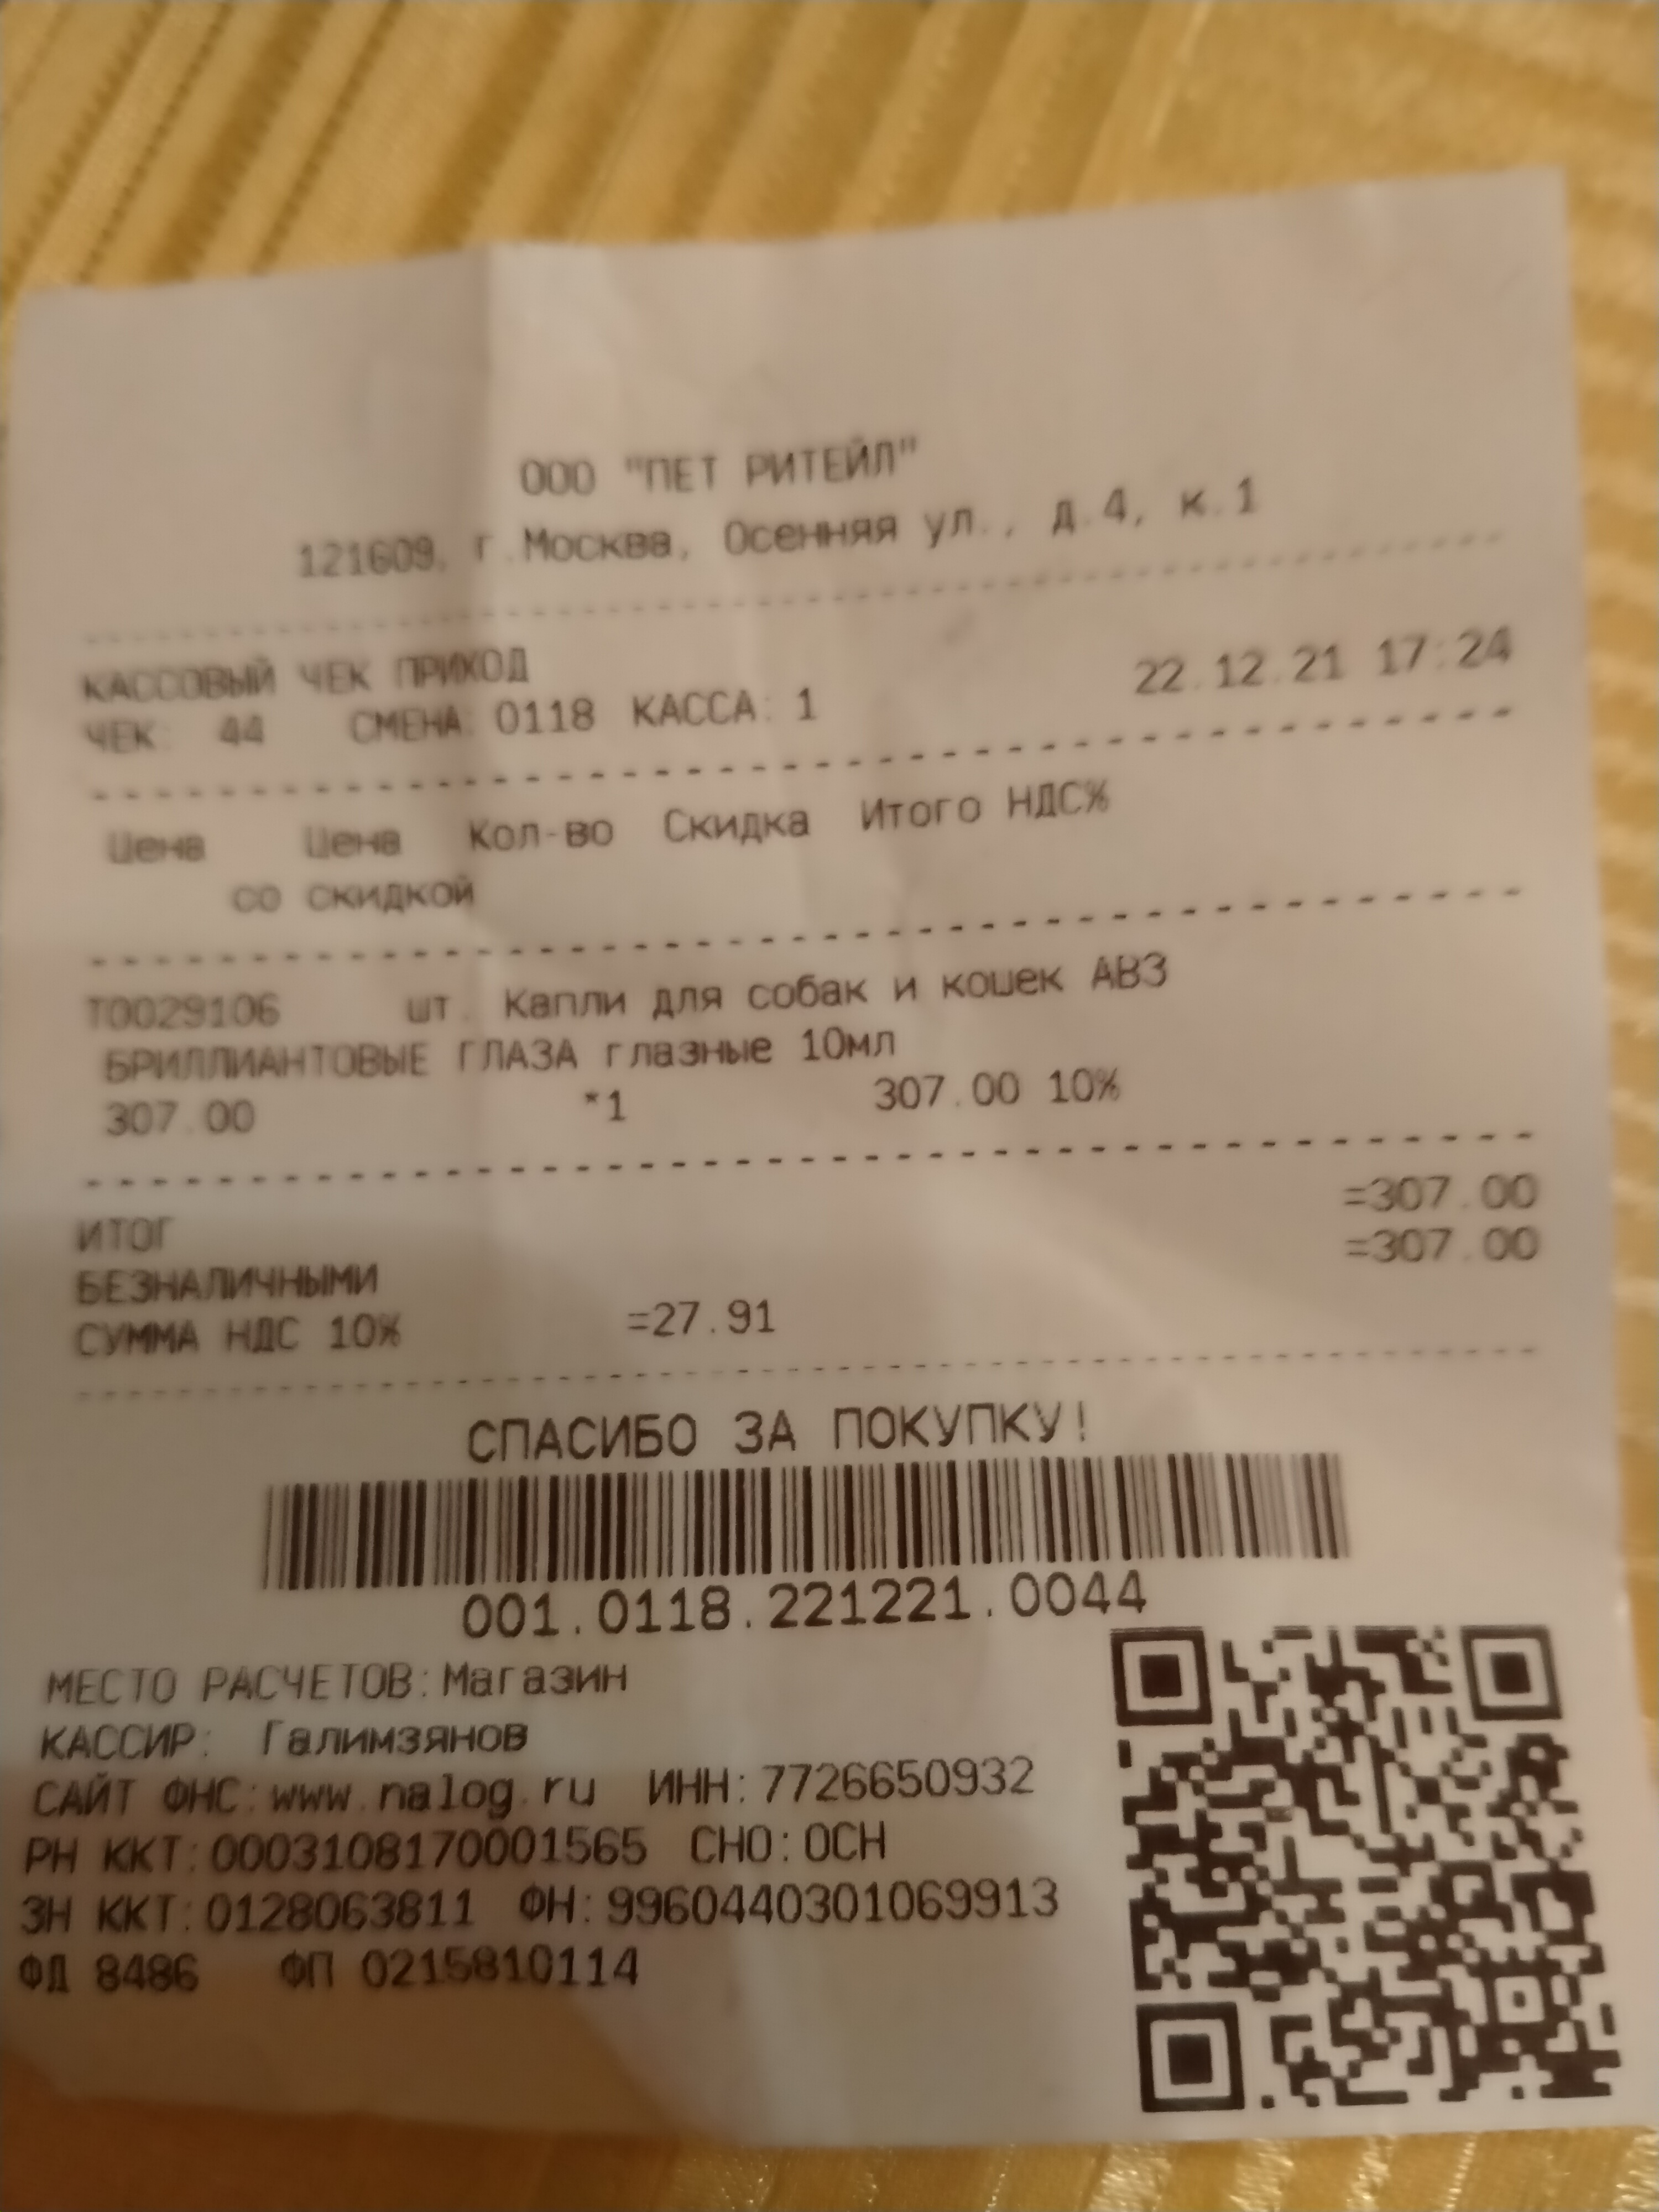 ООО "ПЕТ РИТЕЙЛ"
121609, г.Москва, Осенняя ул., д.4, к.1
КАССОВЫЙ ЧЕК ПРИХОД 22.12.21 17:24
ЧЕК: 44 СМЕНА:0118 КАССА: 1
Цена Цена Кол-во Скидка Итого НДС%
со скидкой
Т0029106 шт. Капли для собак и кошек АВЗ
БРИЛЛИАНТОВЫЕ ГЛАЗА глазные 10мл
307.00 *1 307.00 10%
ИТОГ =307.00
БЕЗНАЛИЧНЫМИ =307.00
СУММА НДС 10% =27.91
СПАСИБО ЗА ПОКУПКУ!
001.0118.221221.0044
МЕСТО РАСЧЕТОВ:Магазин
КАССИР: Галимзянов
САЙТ ФНС:www.nalog.ru ИНН:7726650932
РН ККТ:0003108170001565 СНО:ОСН
ЗН ККТ:0128063811 ФН:9960440301069913
ФД 8486 ФП 0215810114